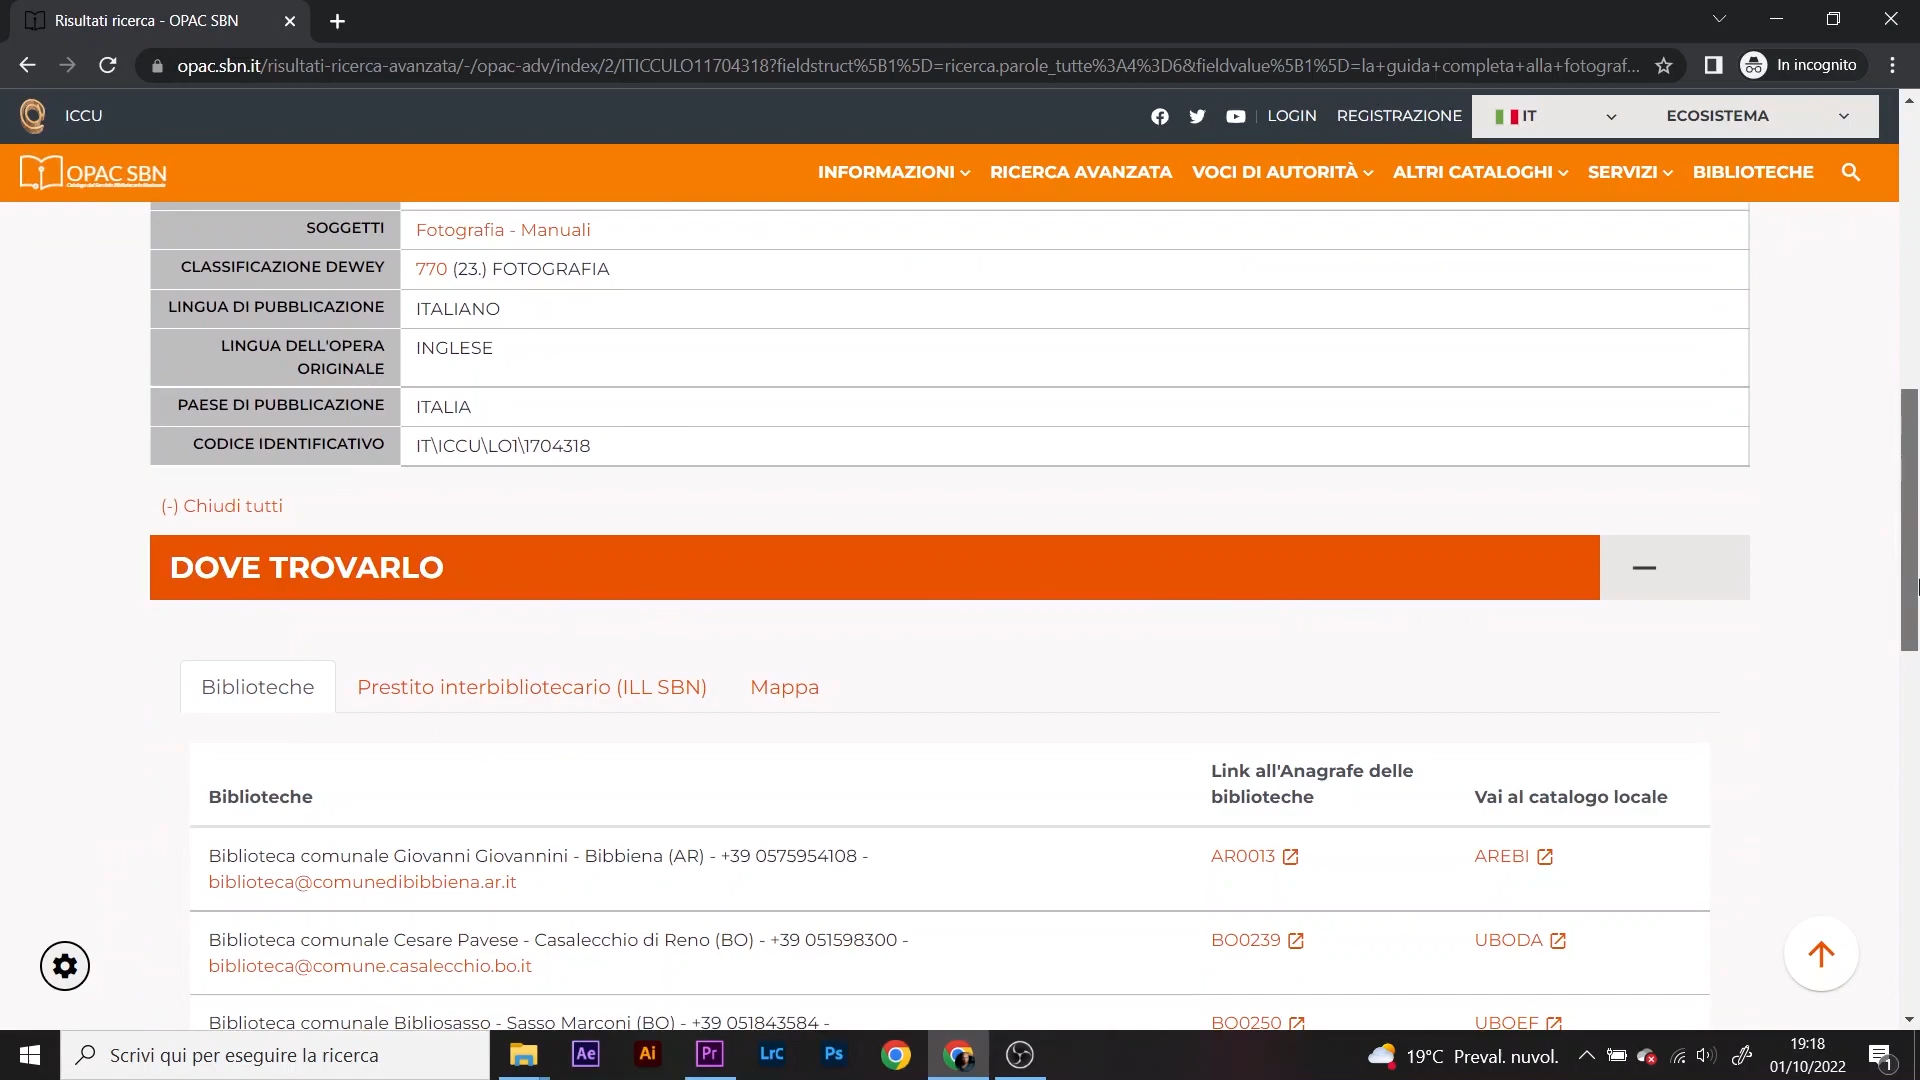 Risultati ricerca - OPAC SBN
opac.sbn.it/risultati-ricerca-avanzata/-/opac-adv/index/2/ITICCULO11704318?fieldstruct%5B1%5D=ricerca.parole_tutte%3A4%3D6&fieldvalue%5B1%5D=la+guida+completa+alla+fotograf...
In incognito
ICCU
LOGIN
REGISTRAZIONE
IT
ECOSISTEMA
OPAC SBN
INFORMAZIONI
RICERCA AVANZATA
VOCI DI AUTORITÀ
ALTRI CATALOGHI
SERVIZI
BIBLIOTECHE
SOGGETTI
Fotografia - Manuali
CLASSIFICAZIONE DEWEY
770 (23.) FOTOGRAFIA
LINGUA DI PUBBLICAZIONE
ITALIANO
LINGUA DELL'OPERA
ORIGINALE
INGLESE
PAESE DI PUBBLICAZIONE
ITALIA
CODICE IDENTIFICATIVO
IT\ICCU\LO1\1704318
(-) Chiudi tutti
DOVE TROVARLO
Biblioteche
Prestito interbibliotecario (ILL SBN)
Mappa
Biblioteche
Link all'Anagrafe delle
biblioteche
Vai al catalogo locale
Biblioteca comunale Giovanni Giovannini - Bibbiena (AR) - +39 0575954108 -
biblioteca@comunedibibbiena.ar.it
AR0013
AREBI
Biblioteca comunale Cesare Pavese - Casalecchio di Reno (BO) - +39 051598300 -
biblioteca@comune.casalecchio.bo.it
BO0239
UBODA
Biblioteca comunale Bibliosasso - Sasso Marconi (BO) - +39 051843584 -
BO0250
UBOEF
Scrivi qui per eseguire la ricerca
Ae
Ai
Pr
LrC
Ps
19°C Preval. nuvol.
19:18
01/10/2022
1